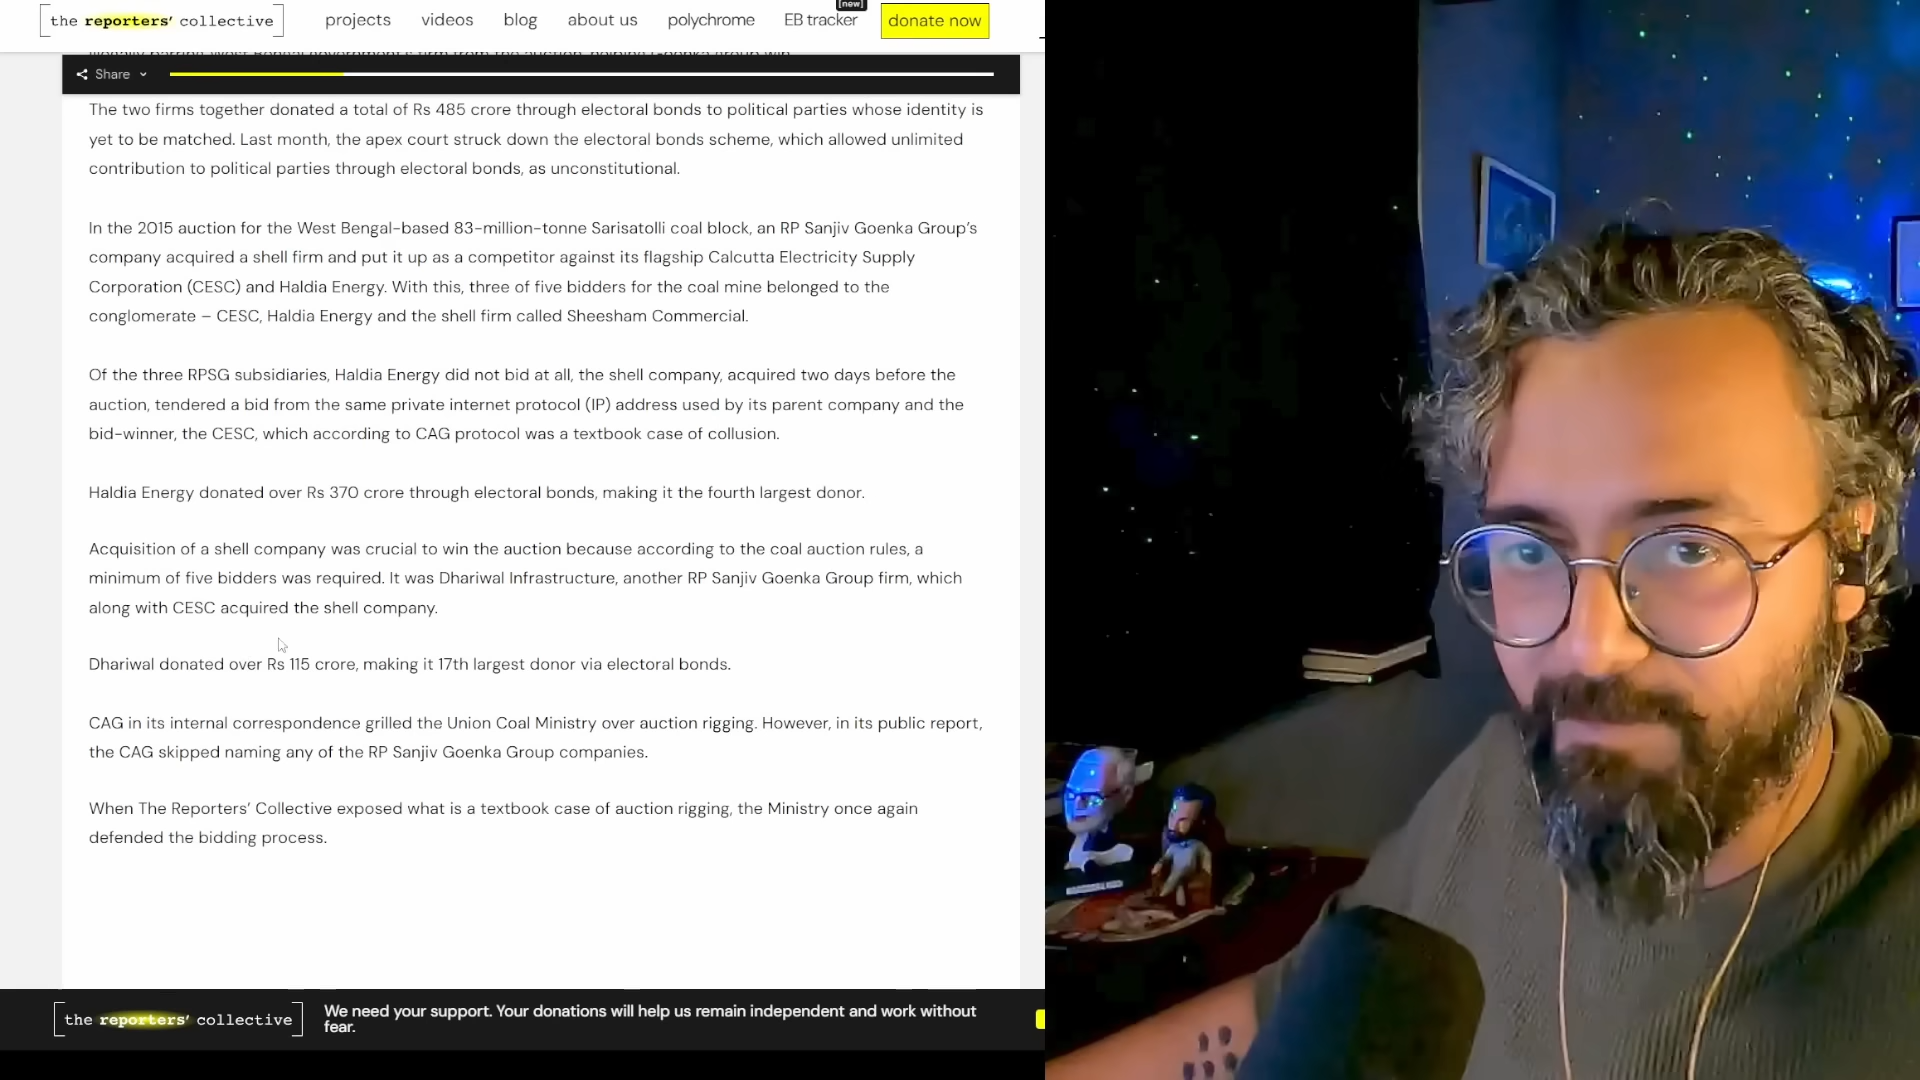 the reporters' collective
projects videos blog about us polychrome EB tracker [new] donate now
illegally barring West Bengal government's firm from the auction, helping Goenka group win.
Share
The two firms together donated a total of Rs 485 crore through electoral bonds to political parties whose identity is
yet to be matched. Last month, the apex court struck down the electoral bonds scheme, which allowed unlimited
contribution to political parties through electoral bonds, as unconstitutional.
In the 2015 auction for the West Bengal-based 83-million-tonne Sarisatolli coal block, an RP Sanjiv Goenka Group's
company acquired a shell firm and put it up as a competitor against its flagship Calcutta Electricity Supply
Corporation (CESC) and Haldia Energy. With this, three of five bidders for the coal mine belonged to the
conglomerate – CESC, Haldia Energy and the shell firm called Sheesham Commercial.
Of the three RPSG subsidiaries, Haldia Energy did not bid at all, the shell company, acquired two days before the
auction, tendered a bid from the same private internet protocol (IP) address used by its parent company and the
bid-winner, the CESC, which according to CAG protocol was a textbook case of collusion.
Haldia Energy donated over Rs 370 crore through electoral bonds, making it the fourth largest donor.
Acquisition of a shell company was crucial to win the auction because according to the coal auction rules, a
minimum of five bidders was required. It was Dhariwal Infrastructure, another RP Sanjiv Goenka Group firm, which
along with CESC acquired the shell company.
Dhariwal donated over Rs 115 crore, making it 17th largest donor via electoral bonds.
CAG in its internal correspondence grilled the Union Coal Ministry over auction rigging. However, in its public report,
the CAG skipped naming any of the RP Sanjiv Goenka Group companies.
When The Reporters' Collective exposed what is a textbook case of auction rigging, the Ministry once again
defended the bidding process.
the reporters' collective
We need your support. Your donations will help us remain independent and work without
fear.